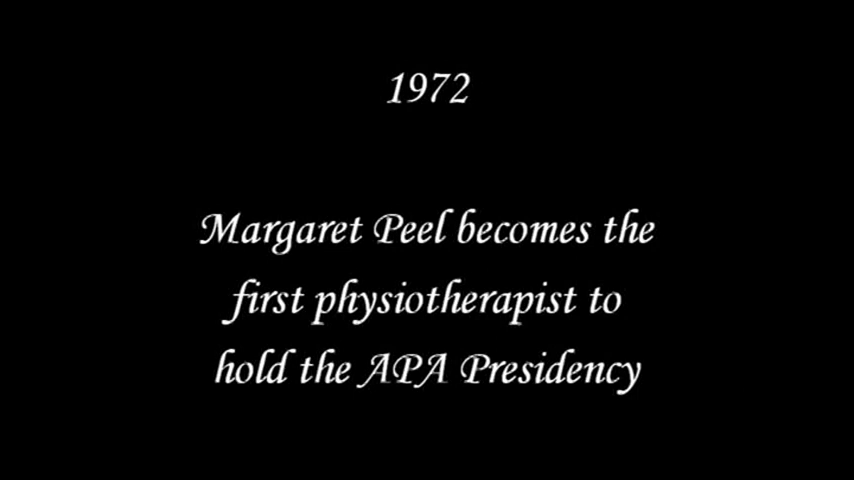 1972
Margaret Peel becomes the
first physiotherapist to
hold the APA Presidency